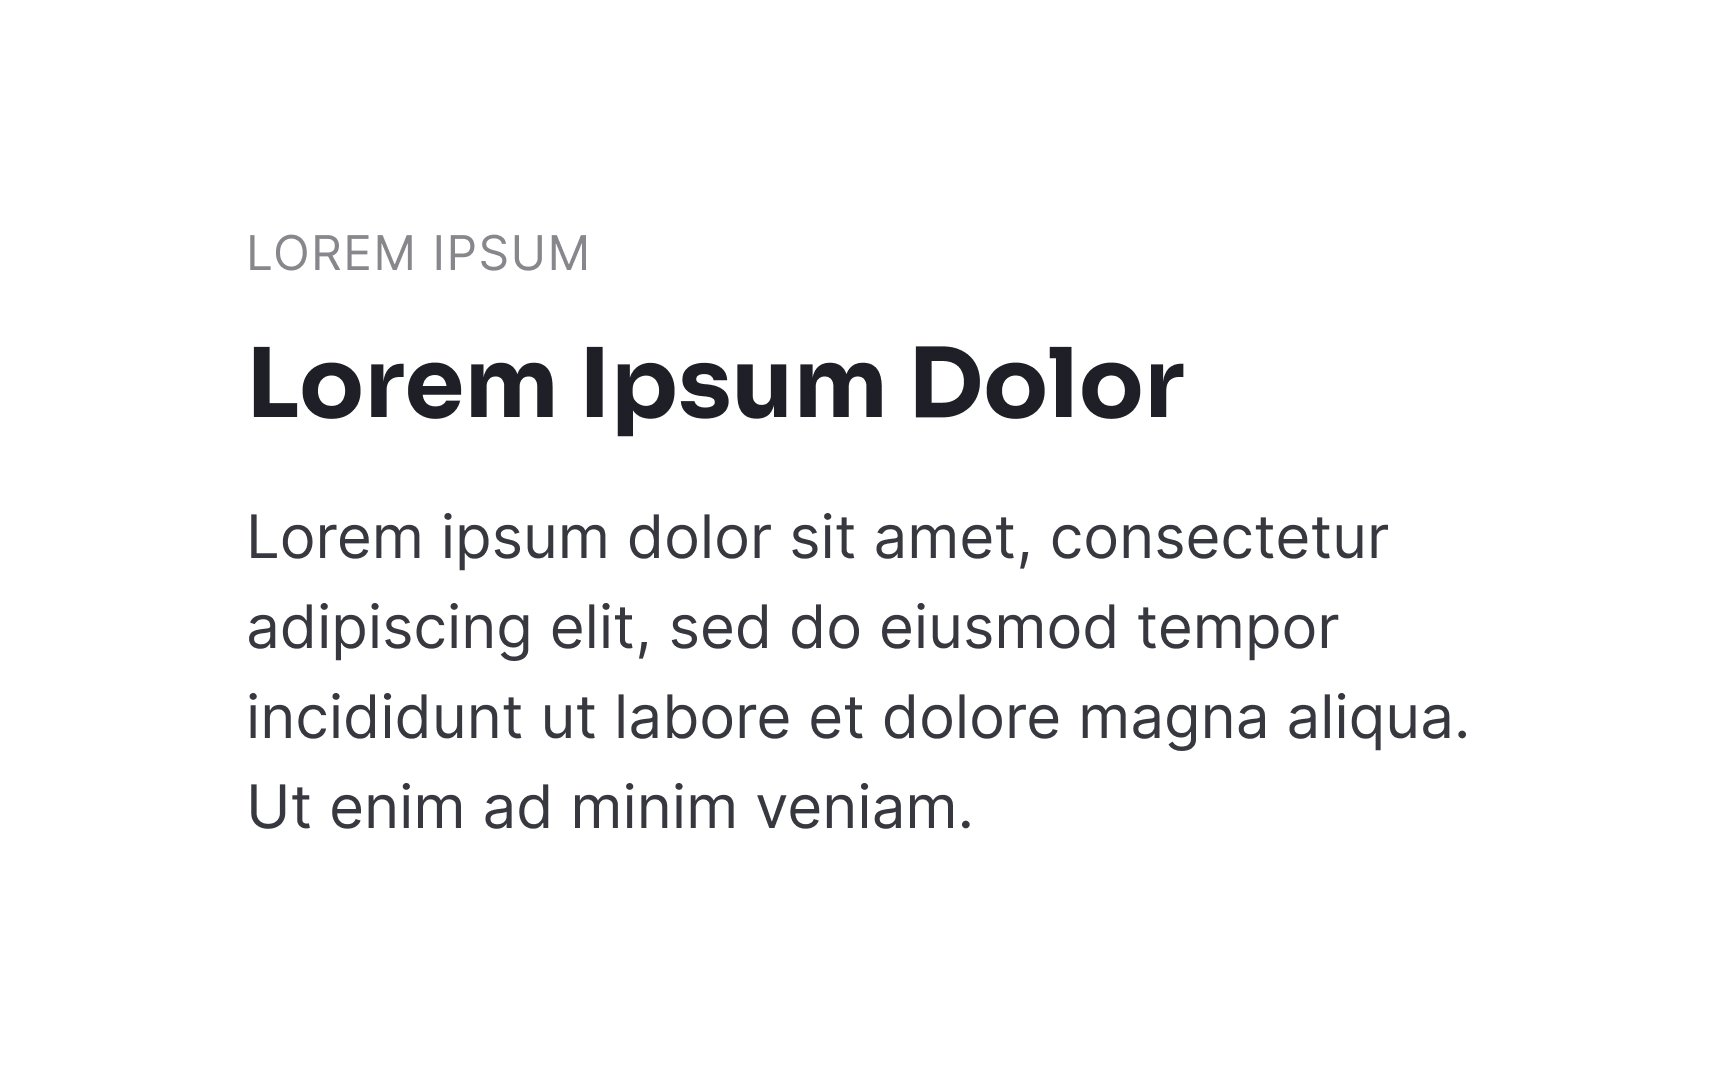 LOREM IPSUM
Lorem Ipsum Dolor
Lorem ipsum dolor sit amet, consectetur
adipiscing elit, sed do eiusmod tempor
incididunt ut labore et dolore magna aliqua.
Ut enim ad minim veniam.